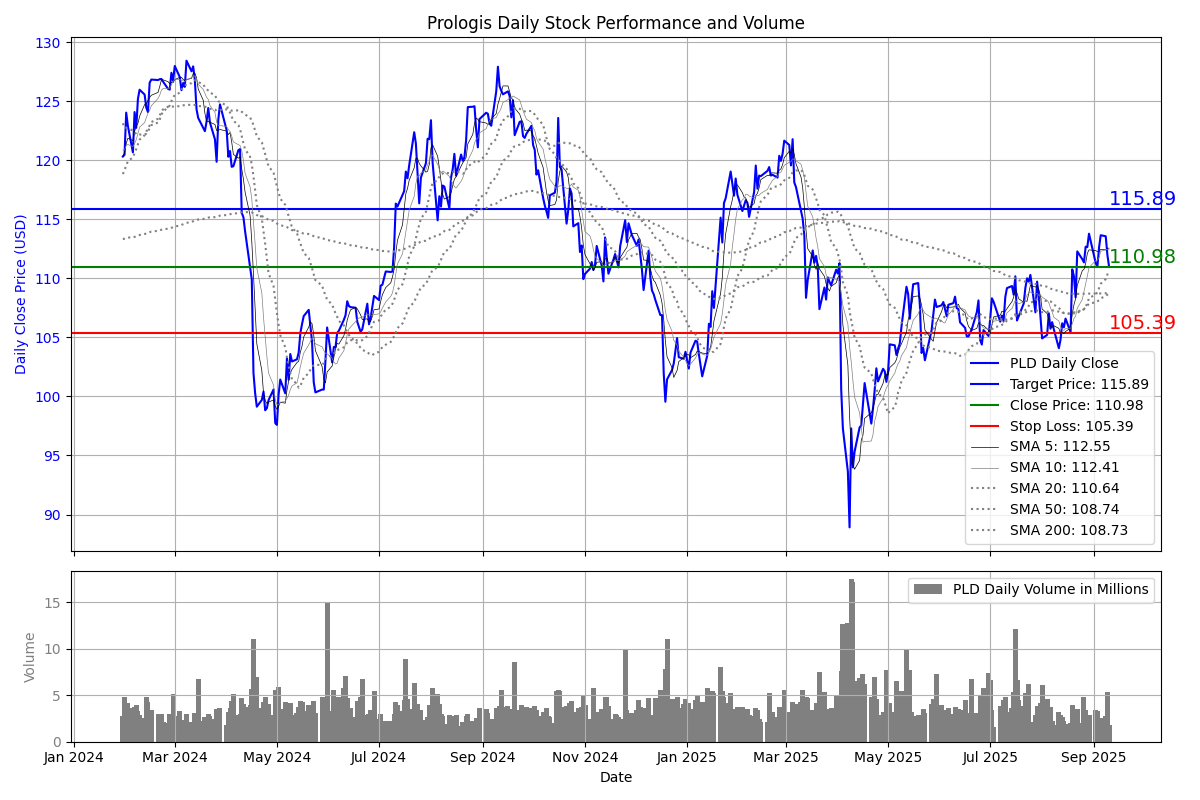 Prologis Daily Stock Performance and Volume
Daily Close Price (USD)
130
125
120
115
110
105
100
95
90
115.89
110.98
105.39
PLD Daily Close
Target Price: 115.89
Close Price: 110.98
Stop Loss: 105.39
SMA 5: 112.55
SMA 10: 112.41
SMA 20: 110.64
SMA 50: 108.74
SMA 200: 108.73
Volume
15
10
5
0
PLD Daily Volume in Millions
Jan 2024 Mar 2024 May 2024 Jul 2024 Sep 2024 Nov 2024 Jan 2025 Mar 2025 May 2025 Jul 2025 Sep 2025
Date